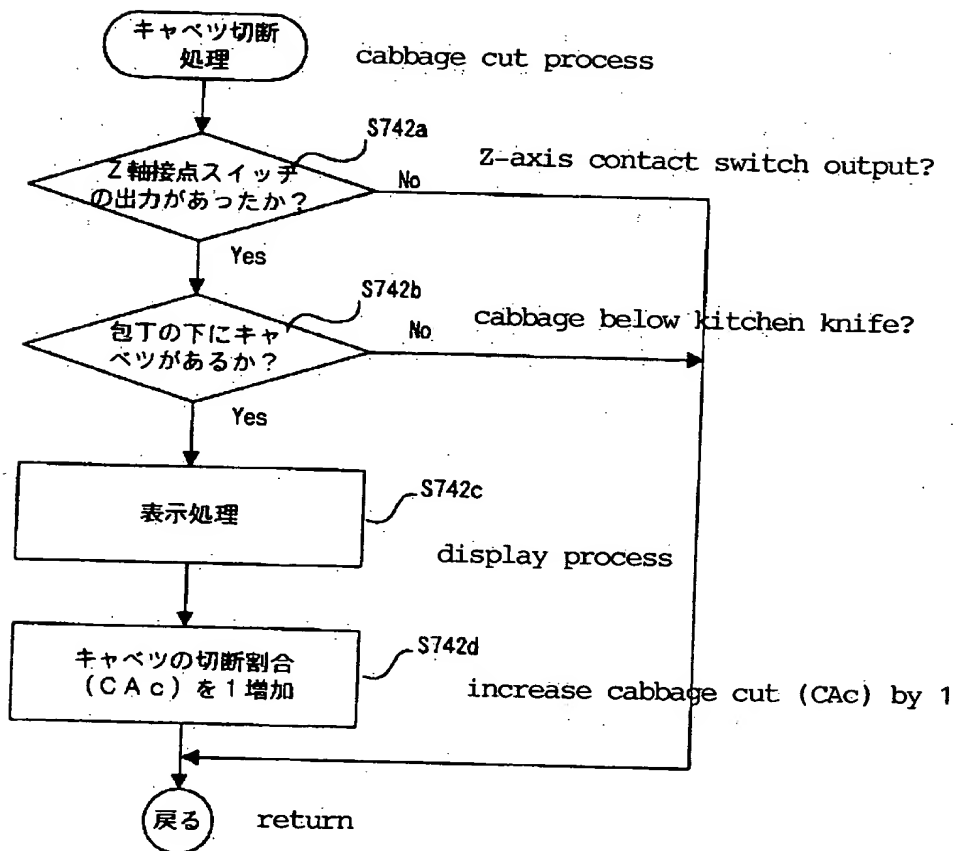 キャベツ切断
処理
cabbage cut process
S742a
Z軸接点スイッチ
の出力があったか？
No
Z-axis contact switch output?
Yes
S742b
包丁の下にキャ
ベツがあるか？
No
cabbage below kitchen knife?
Yes
S742c
表示処理
display process
S742d
キャベツの切断割合
(CAc)を1増加
increase cabbage cut (CAc) by 1
戻る
return